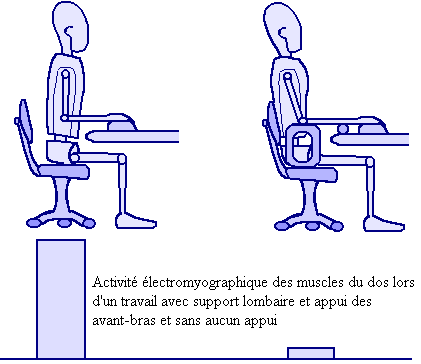 Activité électromyographique des muscles du dos lors
d'un travail avec support lombaire et appui des
avant-bras et sans aucun appui